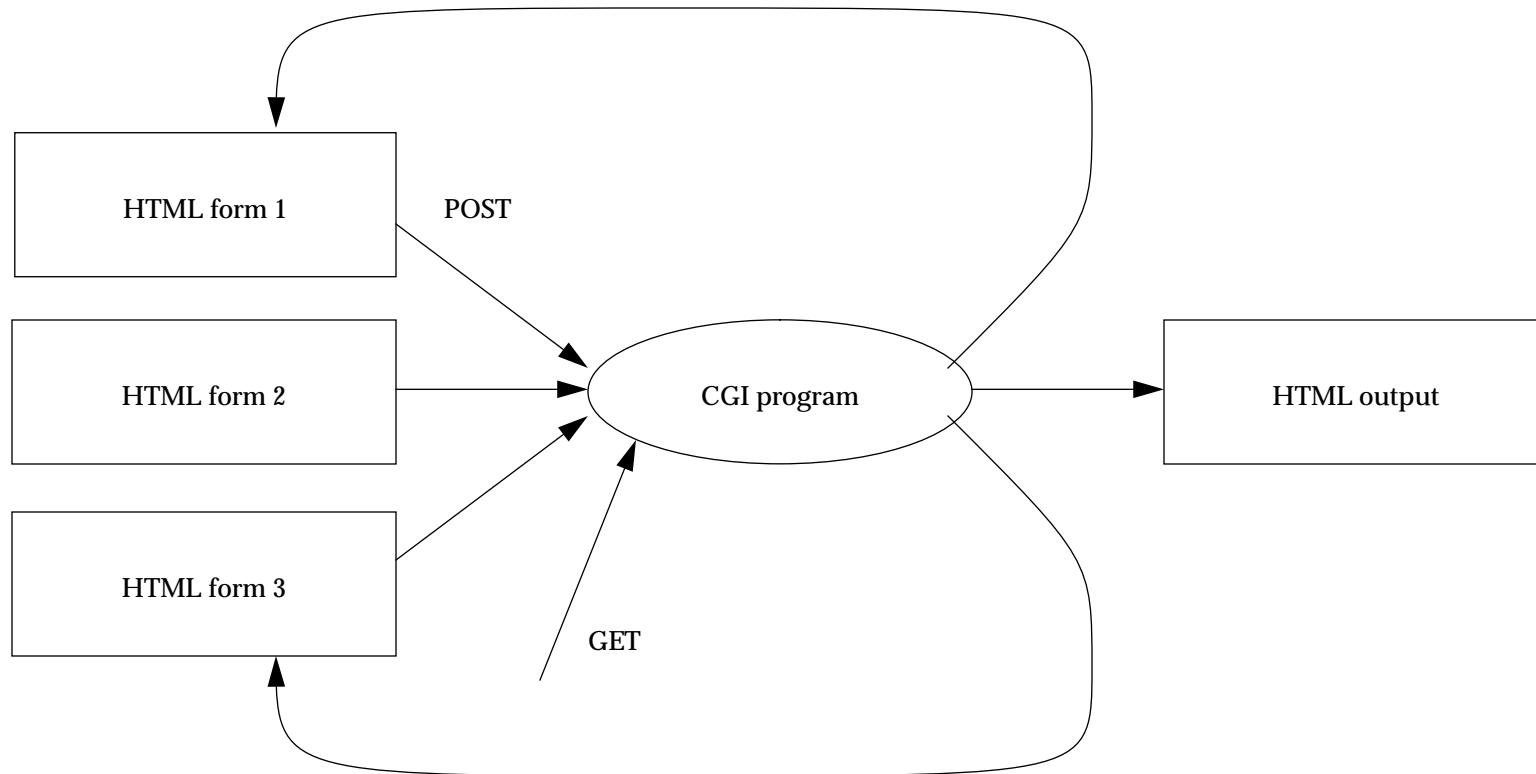 HTML form 1
POST
HTML form 2
CGI program
HTML output
HTML form 3
GET